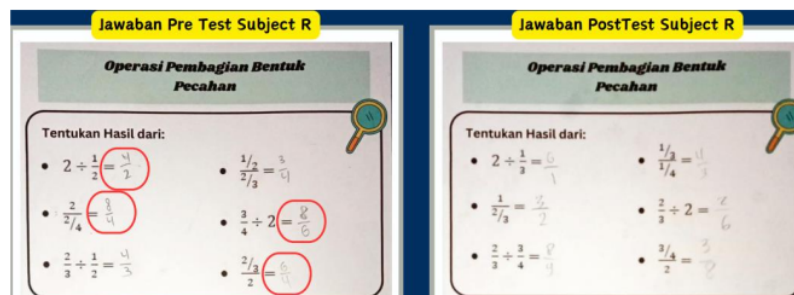 Jawaban Pre Test Subject R
Operasi Pembagian Bentuk
Pecahan
Tentukan Hasil dari:
2 ÷ 1/2 = 4/2
(1/2)/(2/3) = 3/4
2/(2/4) = 8/4
3/4 ÷ 2 = 8/6
2/3 ÷ 1/2 = 4/3
(2/3)/2 = 6/4
Jawaban PostTest Subject R
Operasi Pembagian Bentuk
Pecahan
Tentukan Hasil dari:
2 ÷ 1/3 = 6/1
(1/3)/(1/4) = 4/3
1/(2/3) = 3/2
2/3 ÷ 2 = 2/6
2/3 ÷ 3/4 = 8/9
(3/4)/2 = 3/8